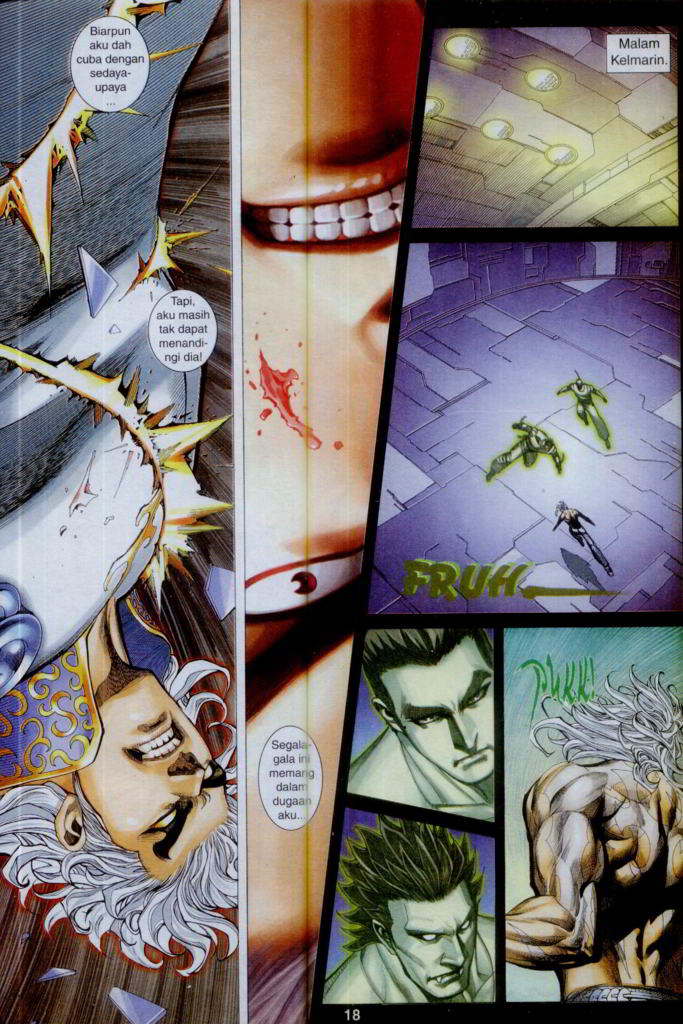 Biarpun
aku dah
cuba dengan
sedaya-
upaya
...
Tapi,
aku masih
tak dapat
menandi-
ngi dia!
Segala-
gala ini
memang
dalam
dugaan
aku...
Malam
Kelmarin.
FRUH
PUKK!
18